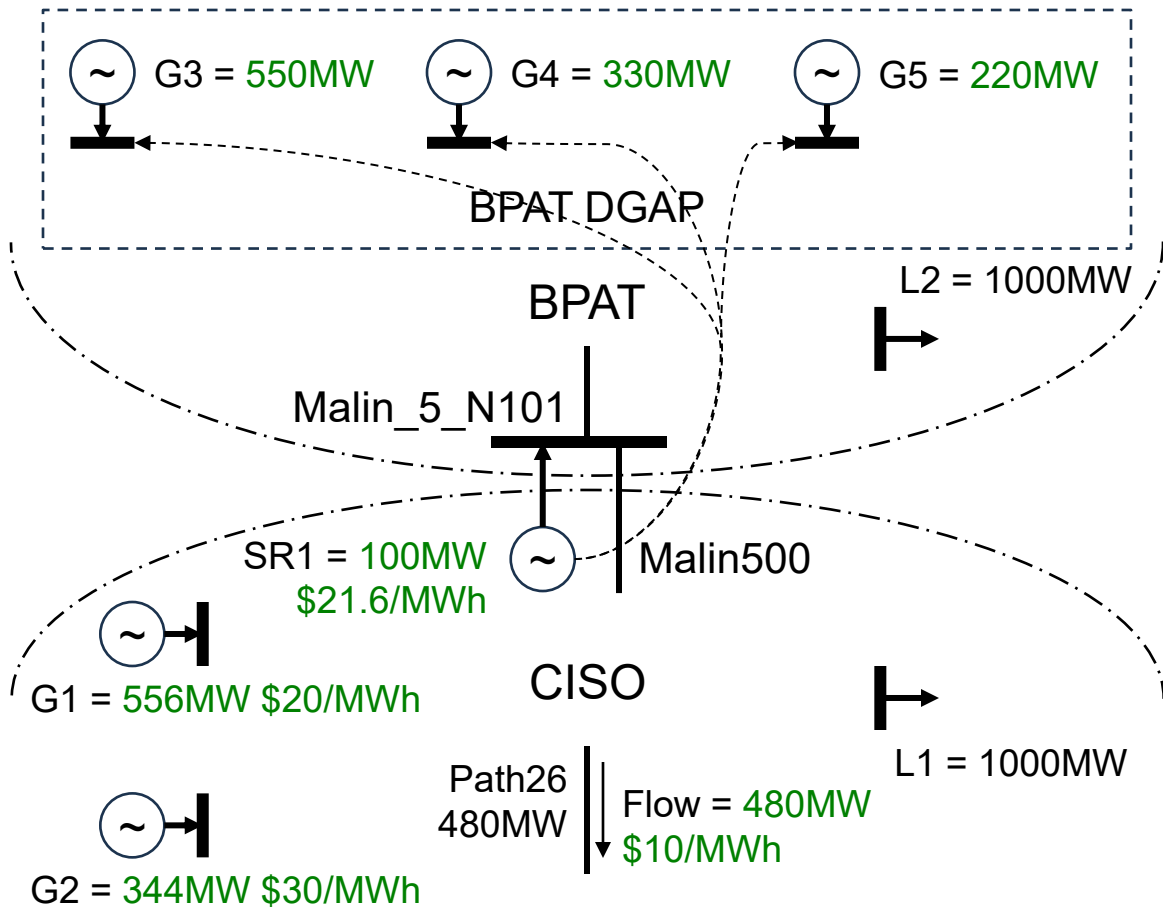 G3 = 550MW
G4 = 330MW
G5 = 220MW
BPAT DGAP
L2 = 1000MW
BPAT
Malin_5_N101
SR1 = 100MW
$21.6/MWh
Malin500
G1 = 556MW $20/MWh
CISO
L1 = 1000MW
Path26
480MW
Flow = 480MW
$10/MWh
G2 = 344MW $30/MWh